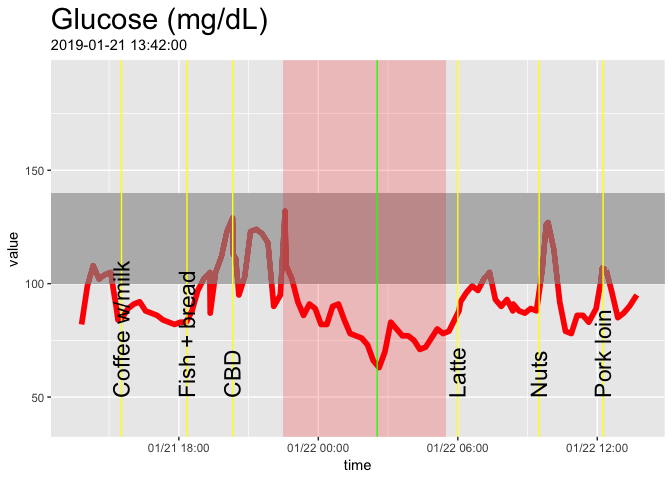 Glucose (mg/dL)
2019-01-21 13:42:00
value
150
100
50
Coffee w/milk
Fish + bread
CBD
Latte
Nuts
Pork loin
01/21 18:00
01/22 00:00
01/22 06:00
01/22 12:00
time